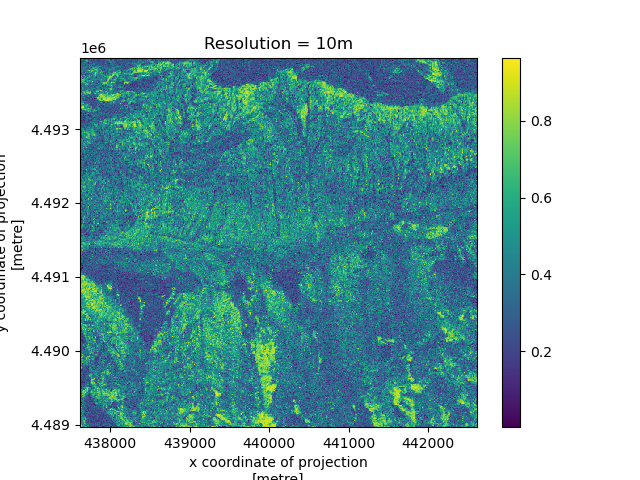 Resolution = 10m
1e6
4.493
4.492
4.491
4.490
4.489
y coordinate of projection
[metre]
438000 439000 440000 441000 442000
x coordinate of projection
[metre]
0.8
0.6
0.4
0.2